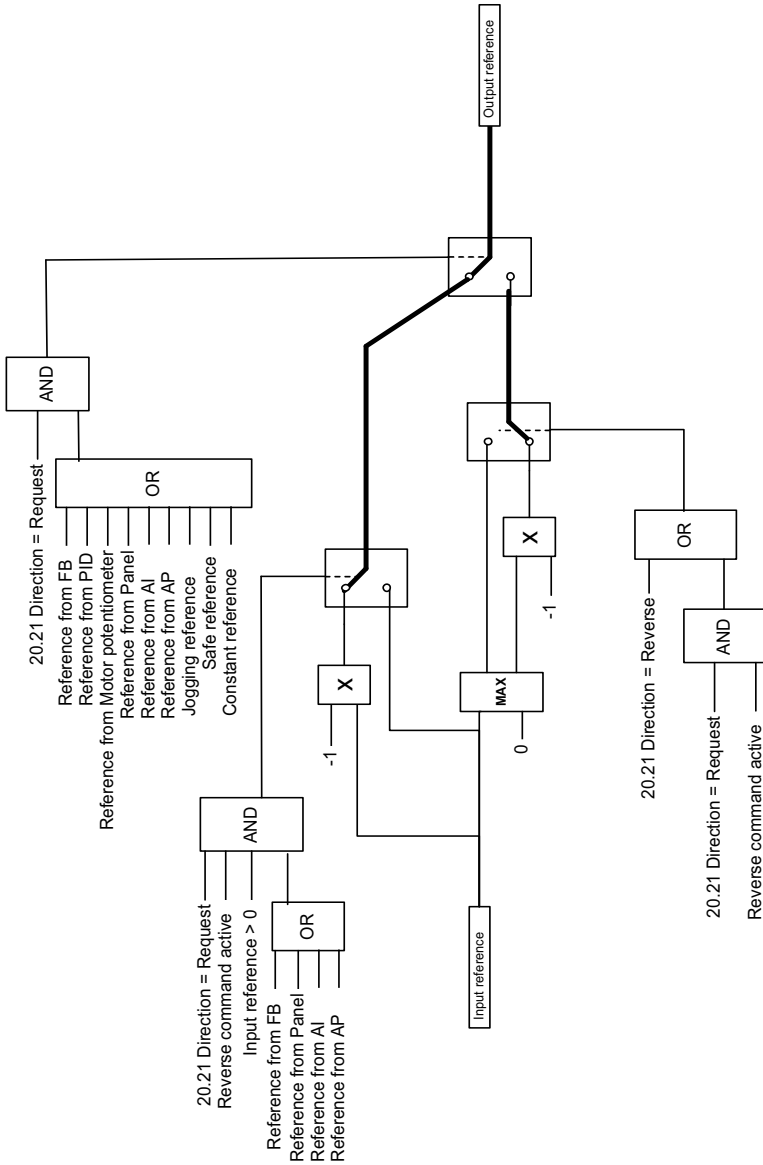 20.21 Direction = Request
AND
Reference from FB
Reference from PID
Reference from Motor potentiometer
Reference from Panel
Reference from AI
Reference from AP
Jogging reference
Safe reference
Constant reference
OR
Output reference
20.21 Direction = Request
Reverse command active
Input reference > 0
AND
Reference from FB
Reference from Panel
Reference from AI
Reference from AP
OR
-1
X
Input reference
MAX
0
X
-1
20.21 Direction = Reverse
OR
20.21 Direction = Request
Reverse command active
AND